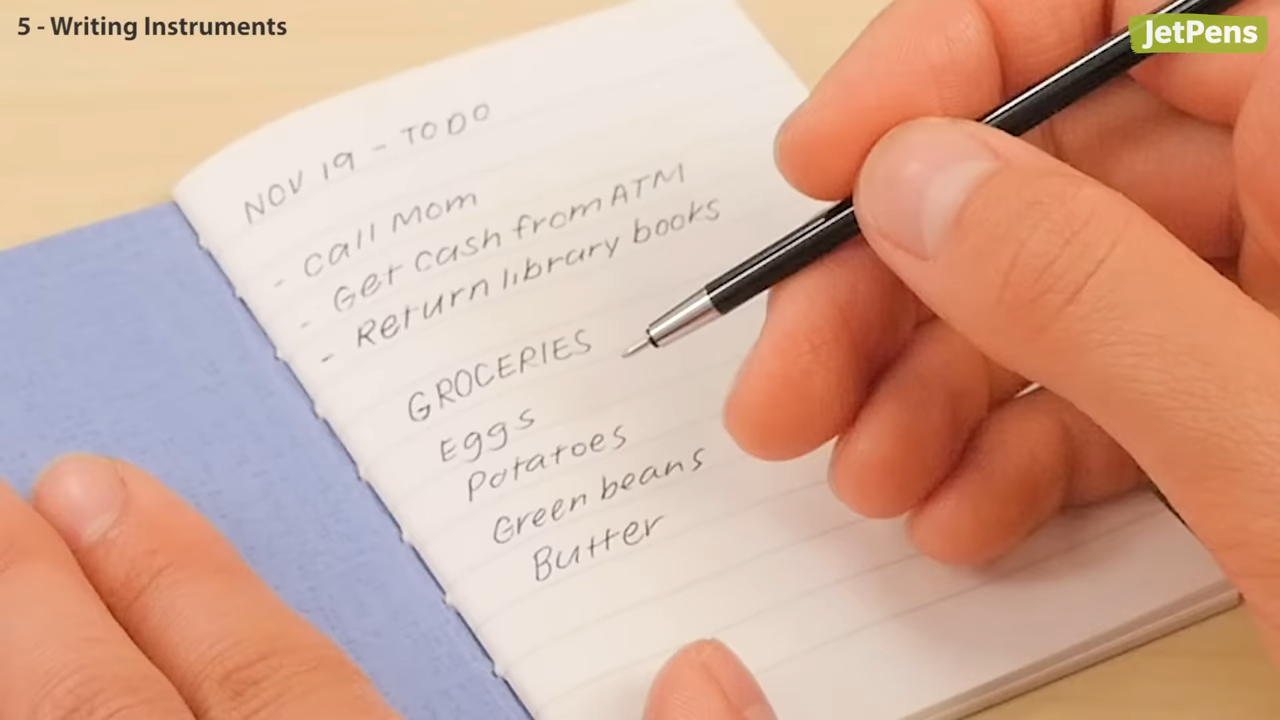 5 - Writing Instruments
JetPens
NOV 19 - TODO
- Call Mom
- Get cash from ATM
- Return library books
GROCERIES
Eggs
Potatoes
Green beans
Butter